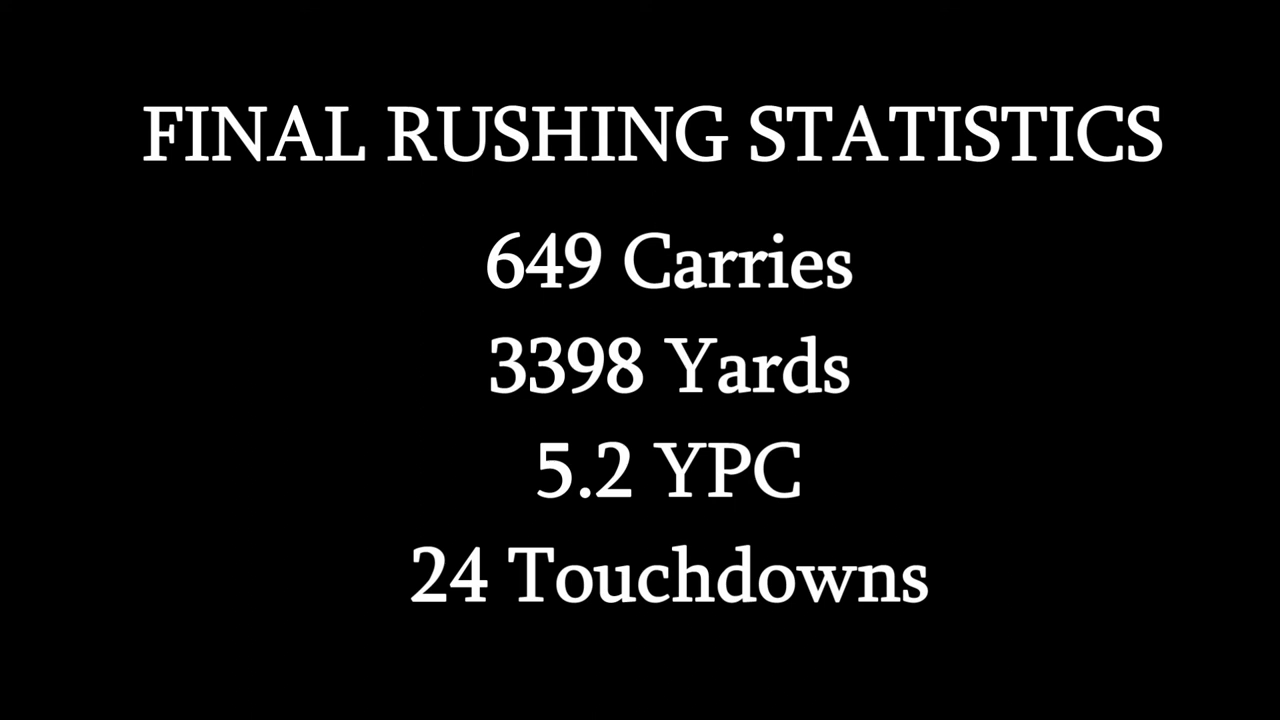 FINAL RUSHING STATISTICS
649 Carries
3398 Yards
5.2 YPC
24 Touchdowns